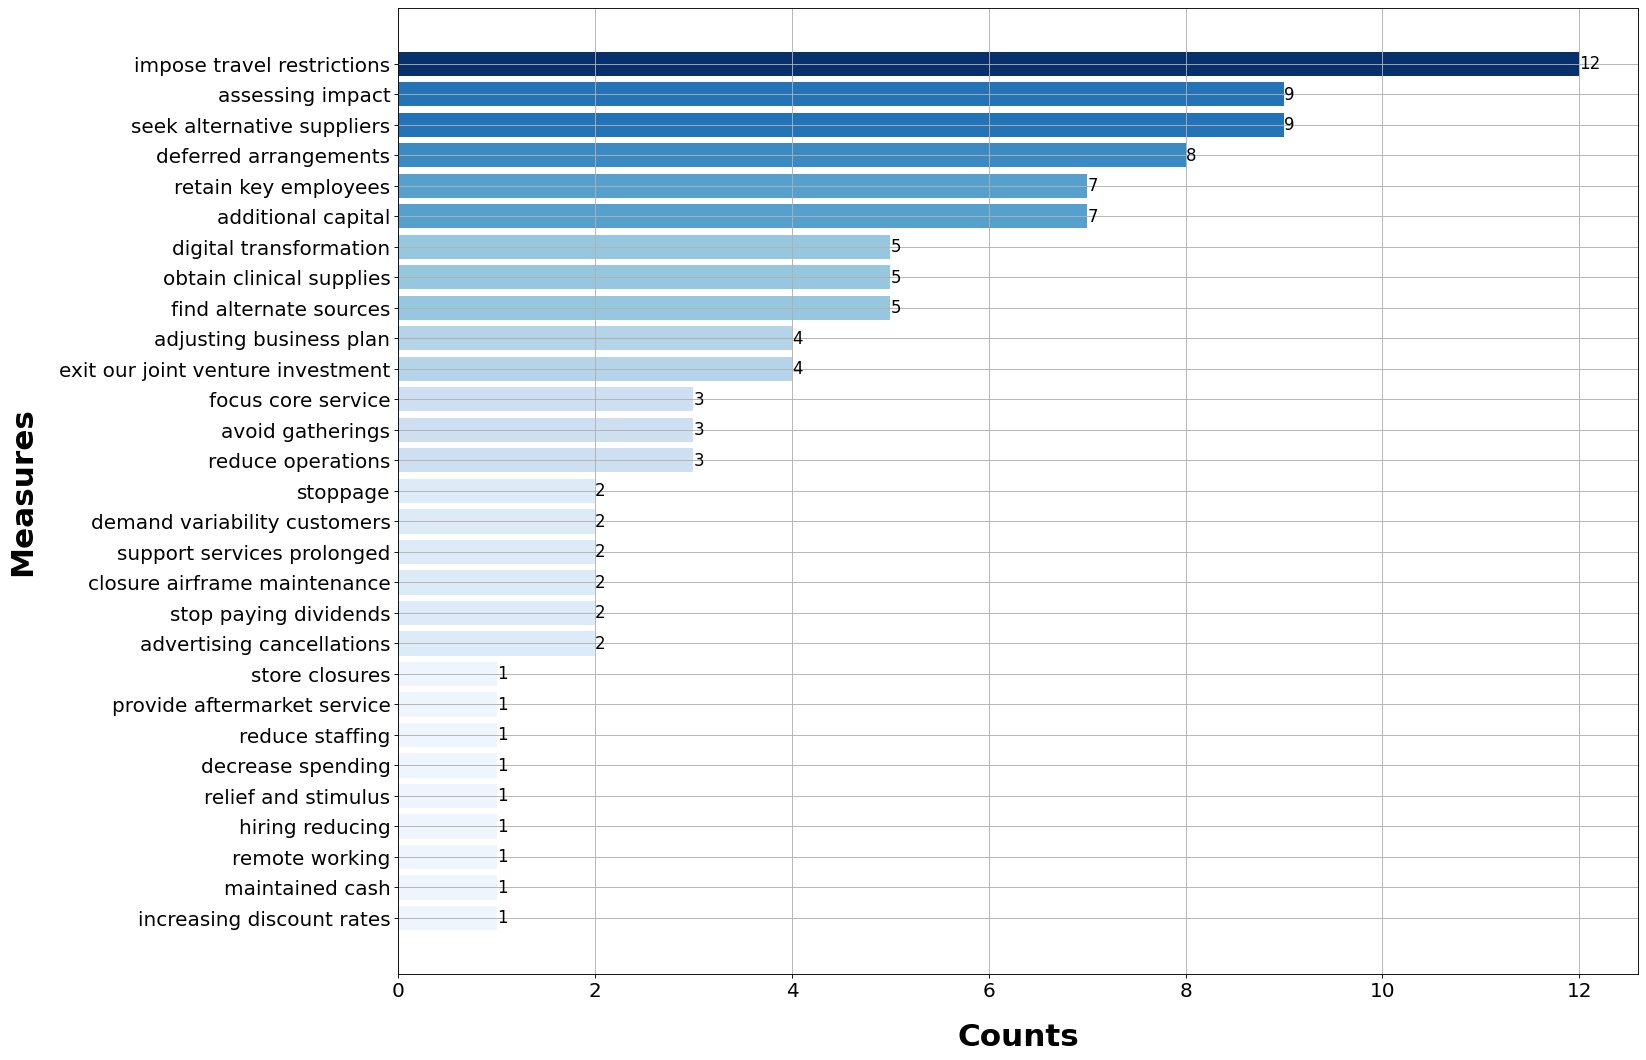 impose travel restrictions 12
assessing impact 9
seek alternative suppliers 9
deferred arrangements 8
retain key employees 7
additional capital 7
digital transformation 5
obtain clinical supplies 5
find alternate sources 5
adjusting business plan 4
exit our joint venture investment 4
focus core service 3
avoid gatherings 3
reduce operations 3
stoppage 2
demand variability customers 2
support services prolonged 2
closure airframe maintenance 2
stop paying dividends 2
advertising cancellations 2
store closures 1
provide aftermarket service 1
reduce staffing 1
decrease spending 1
relief and stimulus 1
hiring reducing 1
remote working 1
maintained cash 1
increasing discount rates 1
Measures
0 2 4 6 8 10 12
Counts